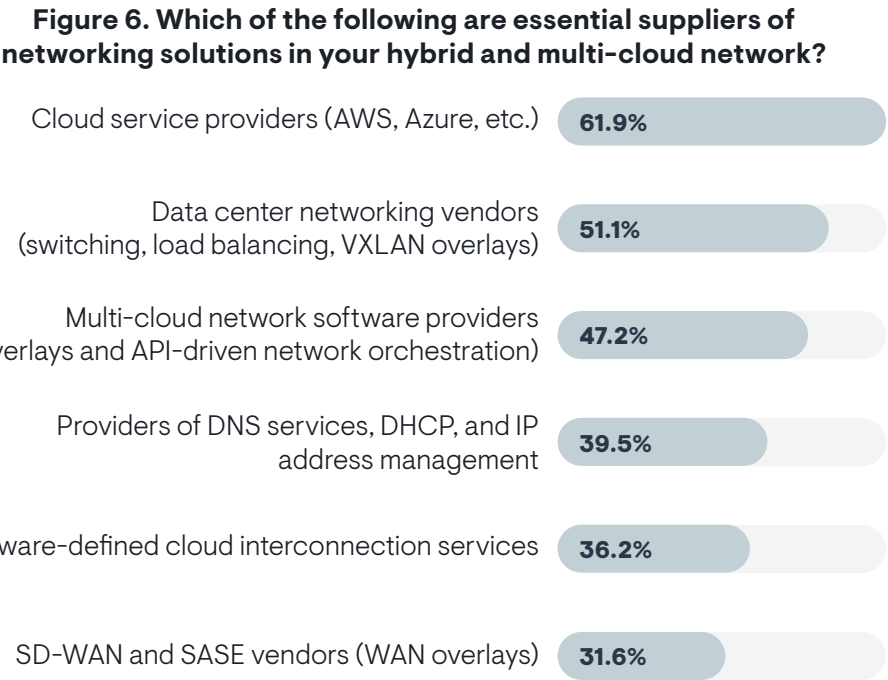 Figure 6. Which of the following are essential suppliers of
networking solutions in your hybrid and multi-cloud network?
Cloud service providers (AWS, Azure, etc.)
61.9%
Data center networking vendors
(switching, load balancing, VXLAN overlays)
51.1%
Multi-cloud network software providers
and API-driven network orchestration)
47.2%
Providers of DNS services, DHCP, and IP
address management
39.5%
cloud interconnection services
36.2%
SD-WAN and SASE vendors (WAN overlays)
31.6%